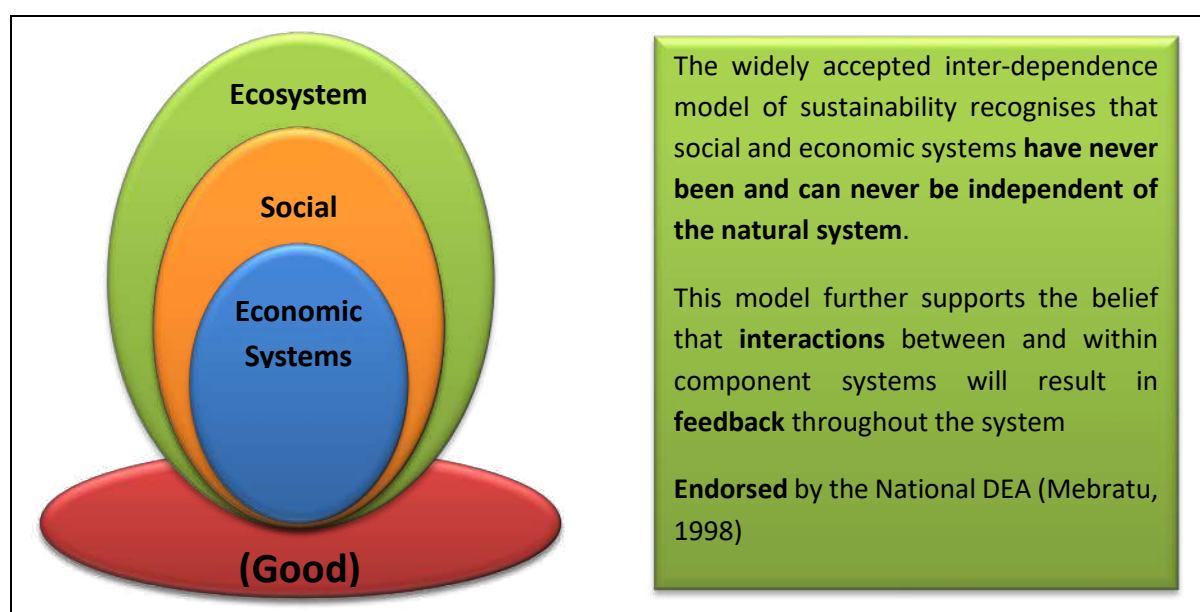 Ecosystem
Social
Economic
Systems
(Good)
The widely accepted inter-dependence
model of sustainability recognises that
social and economic systems have never
been and can never be independent of
the natural system.
This model further supports the belief
that interactions between and within
component systems will result in
feedback throughout the system
Endorsed by the National DEA (Mebratu,
1998)